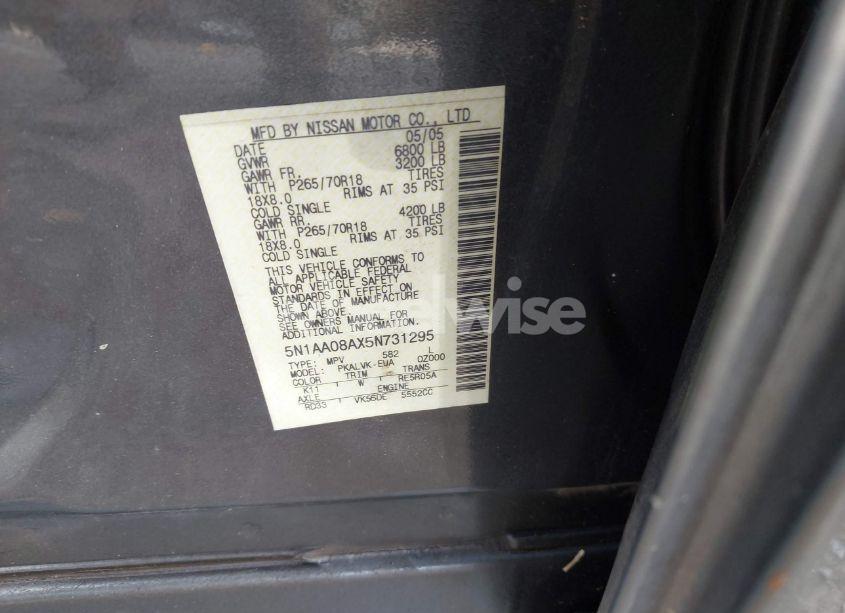 MFD BY NISSAN MOTOR CO., LTD
DATE 05/05
GVWR 6800 LB
GAWR FR. 3200 LB
WITH P265/70R18 TIRES
18X8.0 RIMS AT 35 PSI
COLD SINGLE
GAWR RR. 4200 LB
WITH P265/70R18 TIRES
18X8.0 RIMS AT 35 PSI
COLD SINGLE
THIS VEHICLE CONFORMS TO
ALL APPLICABLE FEDERAL
MOTOR VEHICLE SAFETY
STANDARDS IN EFFECT ON
THE DATE OF MANUFACTURE
SHOWN ABOVE.
SEE OWNERS MANUAL FOR
ADDITIONAL INFORMATION.
5N1AA08AX5N731295
TYPE: MPV 582 L
MODEL: PKALVK-EUA 0Z000
COLOR TRIM TRANS
K11 W RE5R05A
AXLE ENGINE
RD33 VK56DE 5552CC